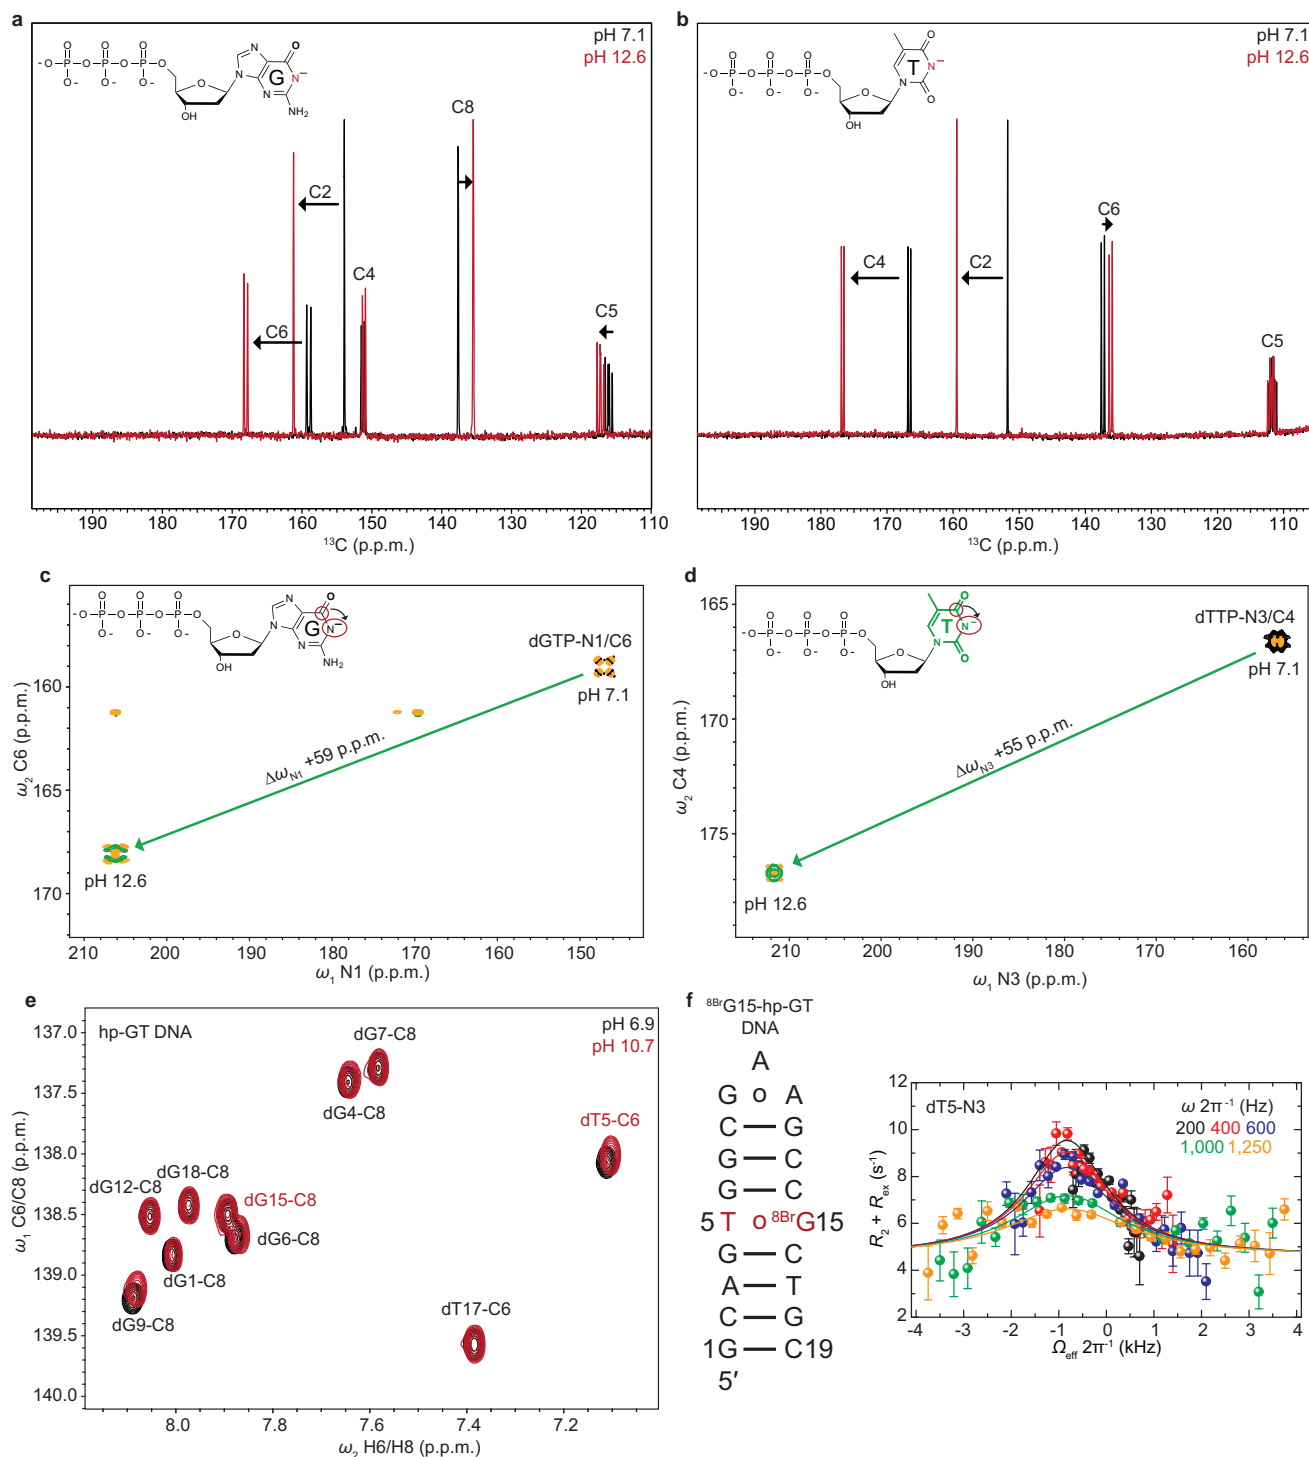 a
pH 7.1
pH 12.6
-O P O P O P O
O O O
O- O- O-
O
OH
N
N
G
O
N−
N
NH2
C8
C2
C4
C6
C5
190 180 170 160 150 140 130 120 110
13C (p.p.m.)
b
pH 7.1
pH 12.6
-O P O P O P O
O O O
O- O- O-
O
OH
T
O
N−
N
O
C6
C4
C2
C5
190 180 170 160 150 140 130 120 110
13C (p.p.m.)
c
-O P O P O P O
O O O
O- O- O-
O
OH
N
N
G
O
N−
N
NH2
dGTP-N1/C6
pH 7.1
ΔωN1 +59 p.p.m.
pH 12.6
160
165
170
ω2 C6 (p.p.m.)
210 200 190 180 170 160 150
ω1 N1 (p.p.m.)
d
-O P O P O P O
O O O
O- O- O-
O
OH
T
O
N−
N
O
dTTP-N3/C4
pH 7.1
ΔωN3 +55 p.p.m.
pH 12.6
165
170
175
ω2 C4 (p.p.m.)
210 200 190 180 170 160
ω1 N3 (p.p.m.)
e
hp-GT DNA
pH 6.9
pH 10.7
dG7-C8
dG4-C8
dT5-C6
dG18-C8
dG12-C8
dG15-C8
dG6-C8
dG1-C8
dG9-C8
dT17-C6
137.0
137.5
138.0
138.5
139.0
139.5
140.0
ω1 C6/C8 (p.p.m.)
8.0 7.8 7.6 7.4 7.2
ω2 H6/H8 (p.p.m.)
f
8BrG15-hp-GT
DNA
A
G o A
C G
G C
G C
5 T o 8BrG15
G C
A T
C G
1G C19
5′
dT5-N3
ω 2π-1 (Hz)
200 400 600
1,000 1,250
12
10
8
6
4
2
R2 + Rex (s-1)
-4 -3 -2 -1 0 1 2 3 4
Ωeff 2π-1 (kHz)